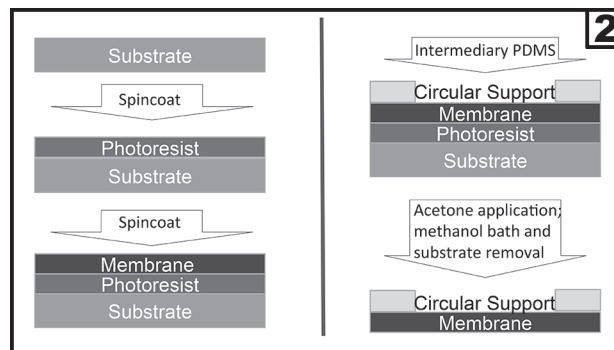 2
Substrate
Spincoat
Photoresist
Substrate
Spincoat
Membrane
Photoresist
Substrate
Intermediary PDMS
Circular Support
Membrane
Photoresist
Substrate
Acetone application;
methanol bath and
substrate removal
Circular Support
Membrane